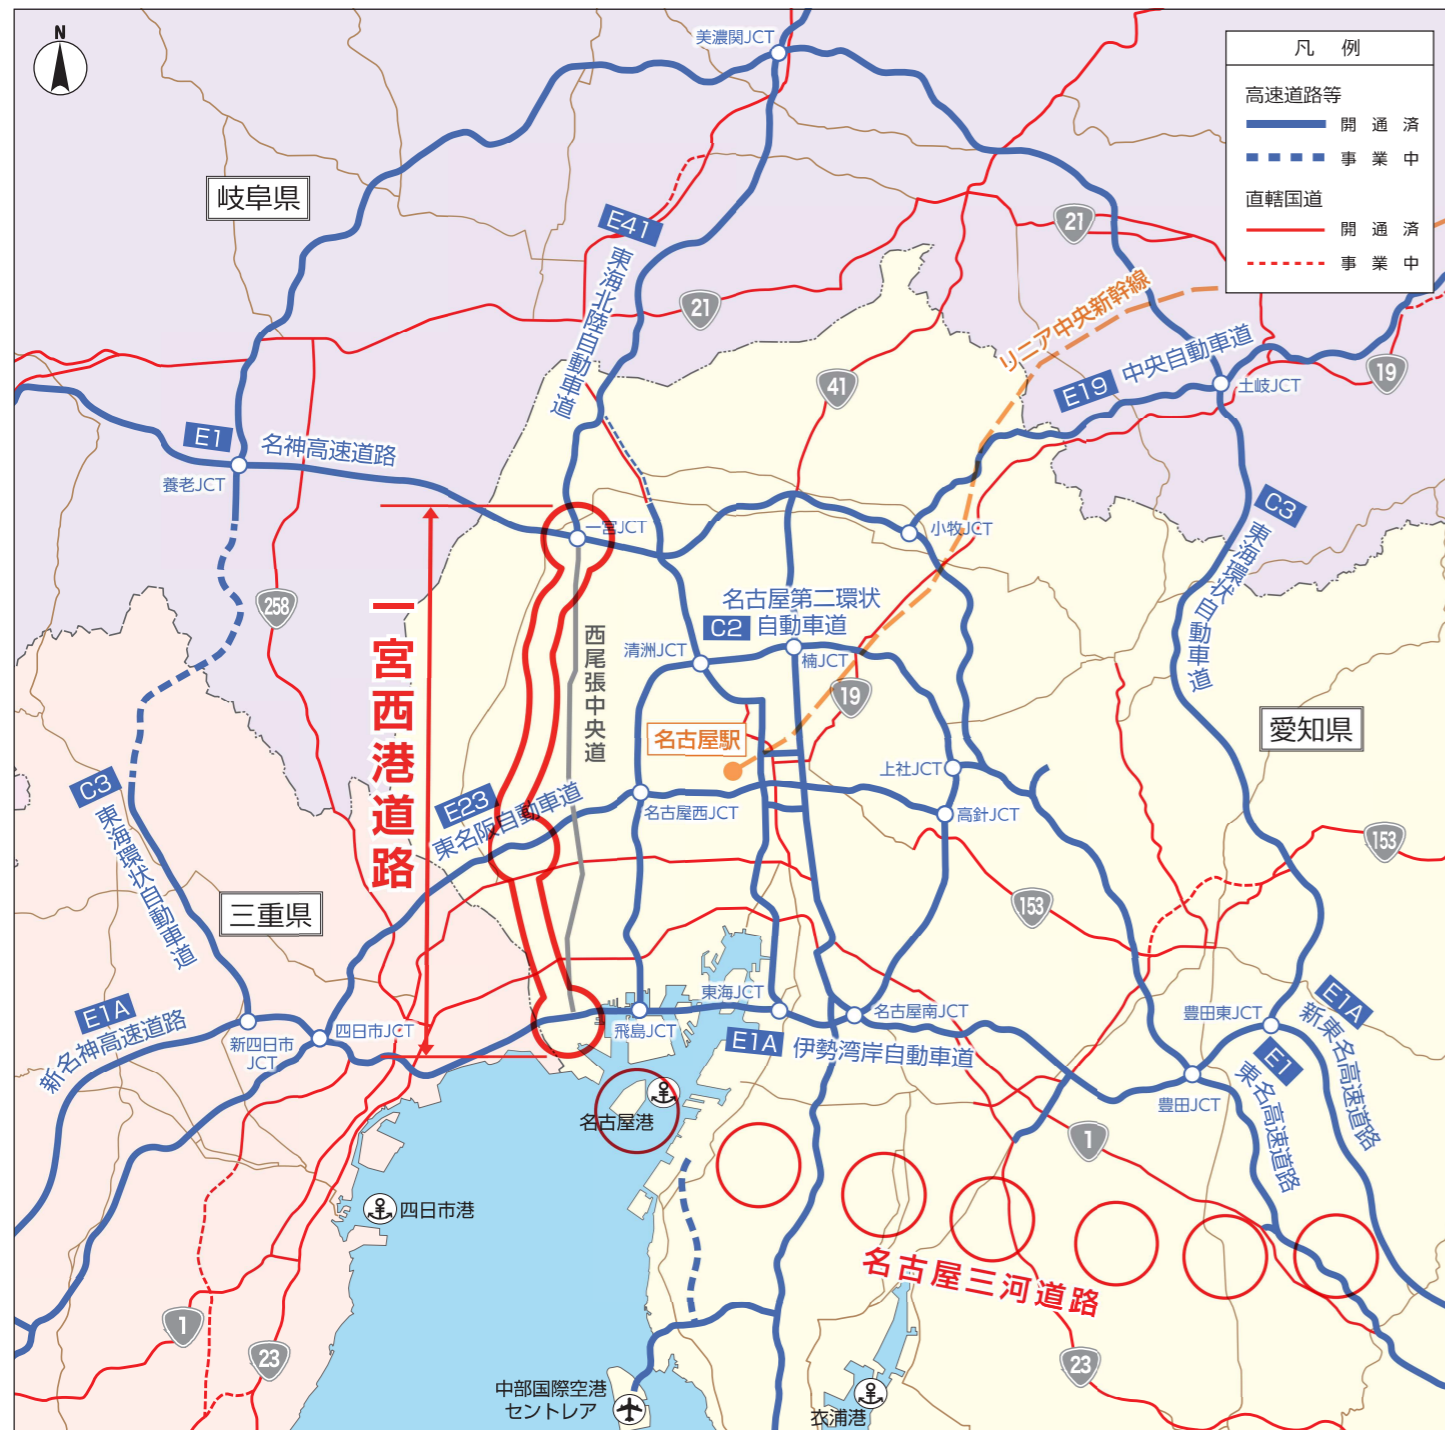 N
美濃関JCT
凡 例
高速道路等
開 通 済
事 業 中
直轄国道
開 通 済
事 業 中
岐阜県
E41
東海北陸自動車道
21
21
リニア中央新幹線
41
E19 中央自動車道
土岐JCT
19
E1 名神高速道路
養老JCT
一宮JCT
小牧JCT
C3
東海環状自動車道
258
一宮西港道路
西尾張中央道
名古屋第二環状
C2 自動車道
清洲JCT
楠JCT
19
名古屋駅
愛知県
上社JCT
C3
東海環状自動車道
E23
東名阪自動車道
名古屋西JCT
高針JCT
153
153
三重県
E1A
新名神高速道路
新四日市
JCT
四日市JCT
飛島JCT
東海JCT
名古屋南JCT
E1A 伊勢湾岸自動車道
豊田東JCT
E1A
新東名高速道路
E1
東名高速道路
豊田JCT
名古屋港
1
四日市港
名古屋三河道路
1
23
23
中部国際空港
セントレア
衣浦港